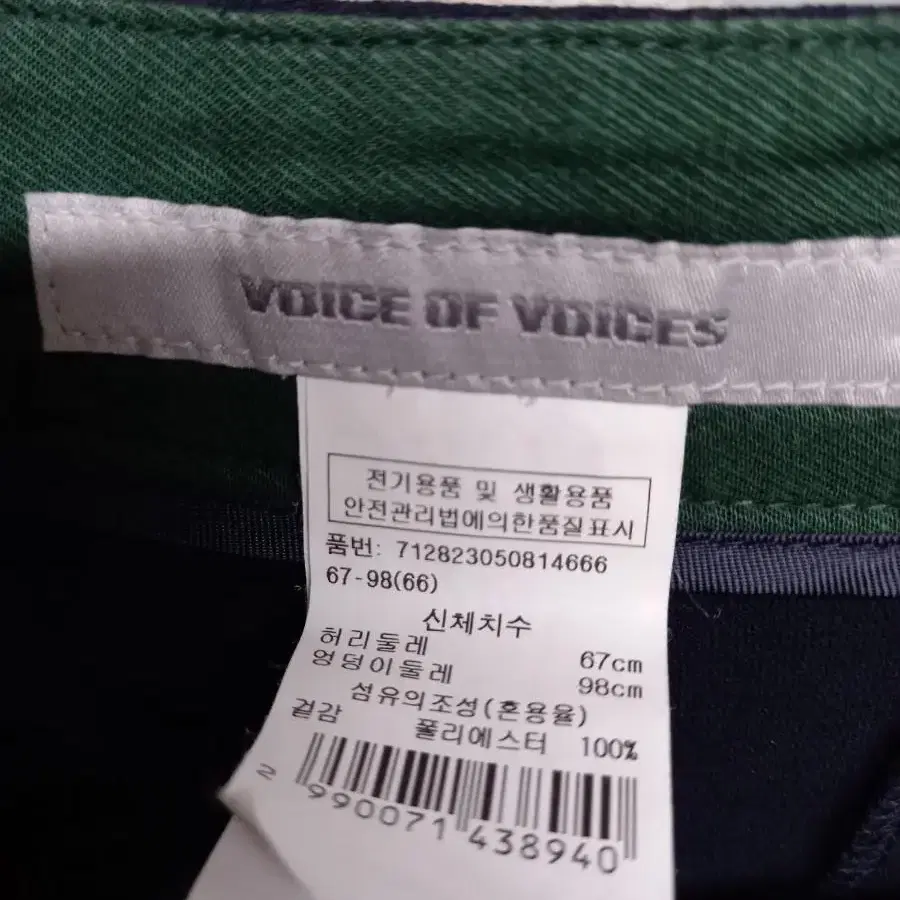 VOICE OF VOICES
전기용품 및 생활용품
안전관리법에의한품질표시
품번: 712823050814666
67-98(66)
신체치수
허리둘레 67cm
엉덩이둘레 98cm
섬유의조성(혼용율)
겉감 폴리에스터 100%
2 990071 438940